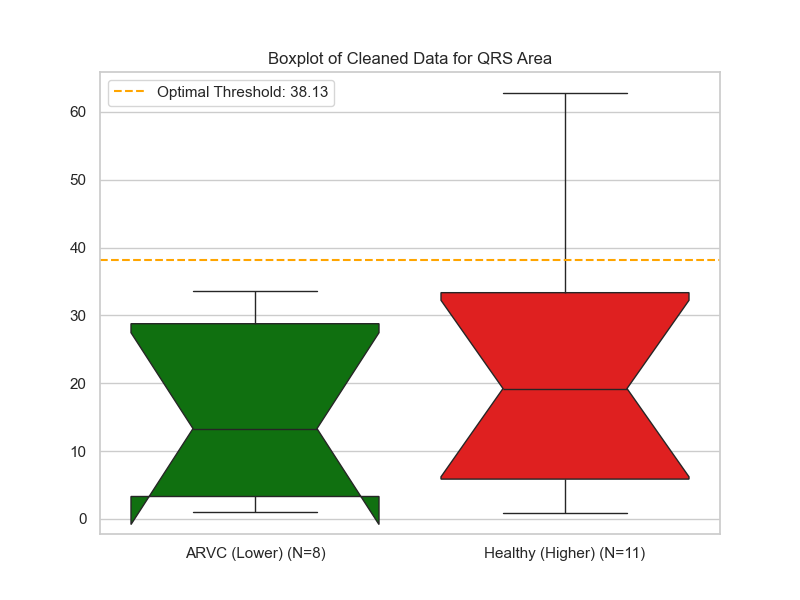 Boxplot of Cleaned Data for QRS Area
Optimal Threshold: 38.13
60
50
40
30
20
10
0
ARVC (Lower) (N=8)
Healthy (Higher) (N=11)